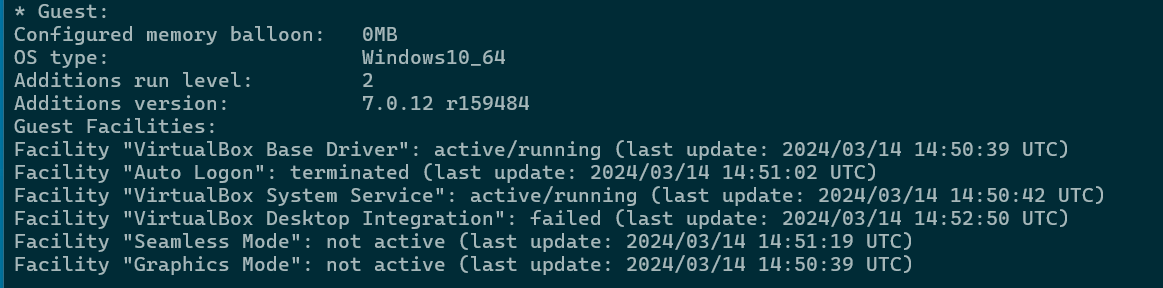 * Guest:
Configured memory balloon:   0MB
OS type:                     Windows10_64
Additions run level:         2
Additions version:           7.0.12 r159484
Guest Facilities:
Facility "VirtualBox Base Driver": active/running (last update: 2024/03/14 14:50:39 UTC)
Facility "Auto Logon": terminated (last update: 2024/03/14 14:51:02 UTC)
Facility "VirtualBox System Service": active/running (last update: 2024/03/14 14:50:42 UTC)
Facility "VirtualBox Desktop Integration": failed (last update: 2024/03/14 14:52:50 UTC)
Facility "Seamless Mode": not active (last update: 2024/03/14 14:51:19 UTC)
Facility "Graphics Mode": not active (last update: 2024/03/14 14:50:39 UTC)